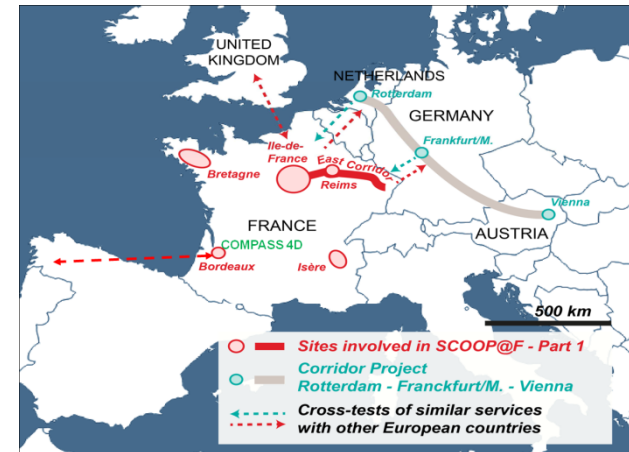 UNITED
KINGDOM
NETHERLANDS
Rotterdam
GERMANY
Ile-de-
France
East Corridor
Frankfurt/M.
Bretagne
Reims
Vienna
FRANCE
AUSTRIA
COMPASS 4D
Bordeaux
Isère
500 km
Sites involved in SCOOP@F - Part 1
Corridor Project
Rotterdam - Franckfurt/M. - Vienna
Cross-tests of similar services
with other European countries